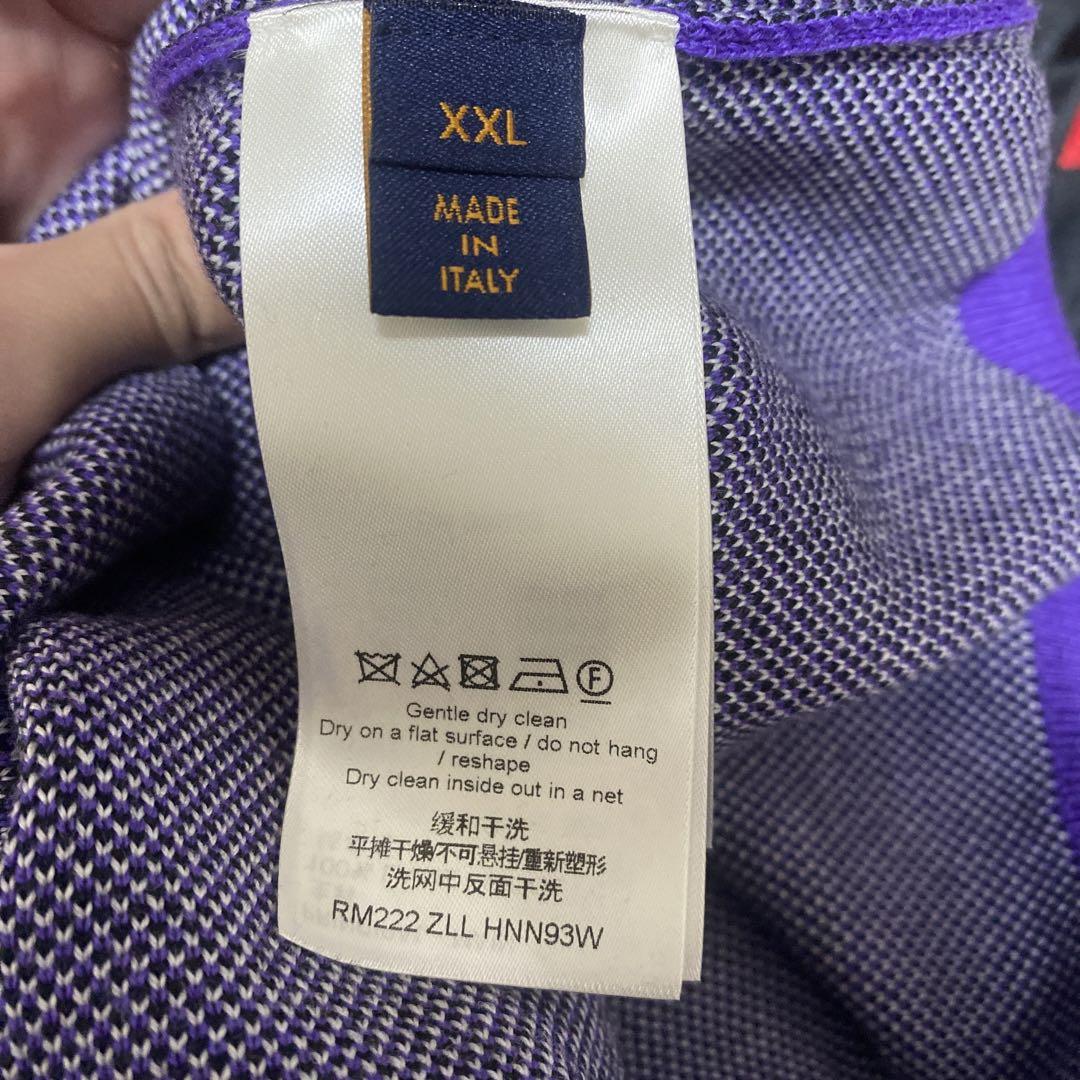 XXL
MADE
IN
ITALY
F
Gentle dry clean
Dry on a flat surface / do not hang
/ reshape
Dry clean inside out in a net
缓和干洗
平摊干燥/不可悬挂/重新塑形
洗网中反面干洗
RM222 ZLL HNN93W